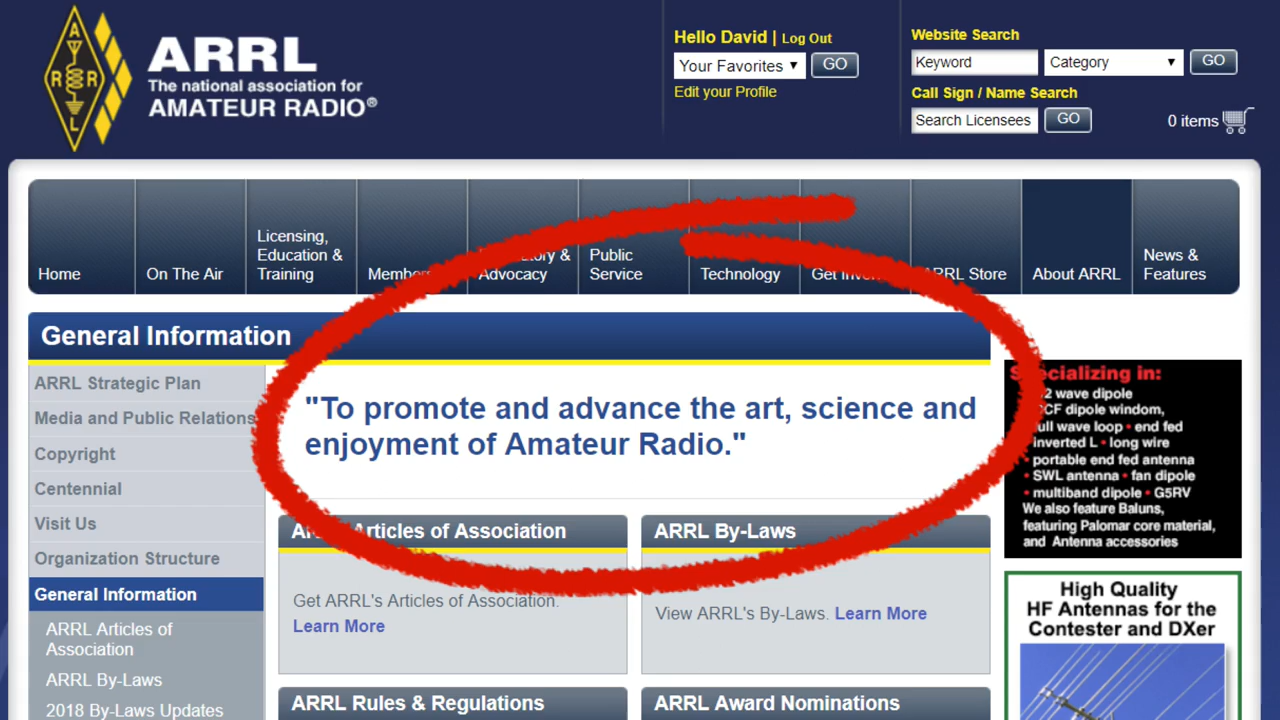 ARRL
The national association for
AMATEUR RADIO®
A
R R
L
Hello David | Log Out
Your Favorites
GO
Edit your Profile
Website Search
Keyword
Category
GO
Call Sign / Name Search
Search Licensees
GO
0 items
Home
On The Air
Licensing,
Education &
Training
& Advocacy
Public
Service
Technology
Get
Store
About ARRL
News &
Features
General Information
ARRL Strategic Plan
Media and Public Relations
Copyright
Centennial
Visit Us
Organization Structure
General Information
ARRL Articles of
Association
ARRL By-Laws
2018 By-Laws Updates
"To promote and advance the art, science and
enjoyment of Amateur Radio."
Articles of Association
Get ARRL's Articles of Association.
Learn More
ARRL By-Laws
View ARRL's By-Laws. Learn More
ARRL Rules & Regulations
ARRL Award Nominations
Specializing in:
wave dipole
dipole windom,
full wave loop • end fed
inverted L • long wire
• portable end fed antenna
• SWL antenna • fan dipole
• multiband dipole • G5RV
We also feature Baluns,
featuring Palomar core material,
and Antenna accessories
High Quality
HF Antennas for the
Contester and DXer